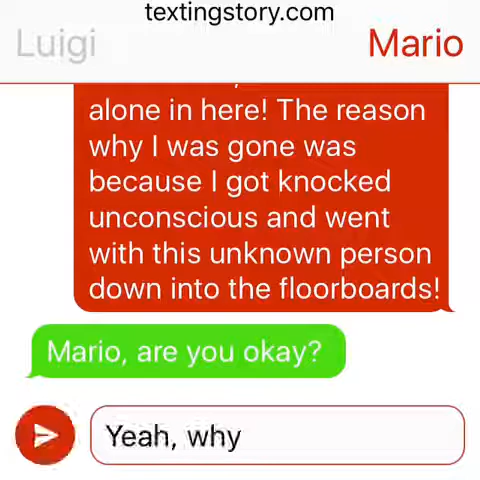 textingstory.com
Luigi Mario
alone in here! The reason
why I was gone was
because I got knocked
unconscious and went
with this unknown person
down into the floorboards!
Mario, are you okay?
Yeah, why